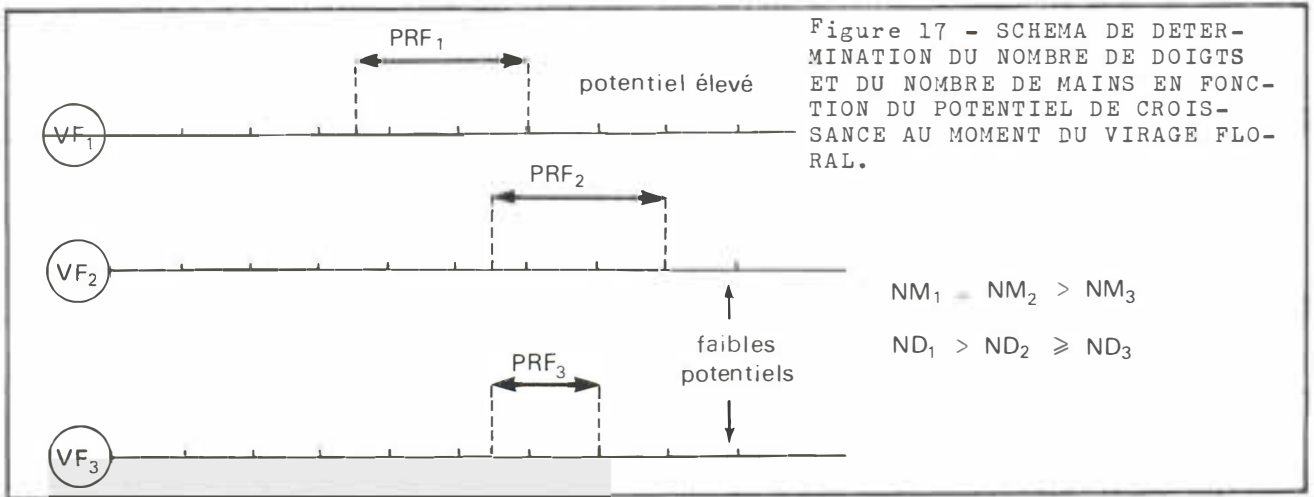 Figure 17 - SCHEMA DE DETER-
MINATION DU NOMBRE DE DOIGTS
ET DU NOMBRE DE MAINS EN FONC-
TION DU POTENTIEL DE CROIS-
SANCE AU MOMENT DU VIRAGE FLO-
RAL.
PRF₁
potentiel élevé
VF₁
PRF₂
VF₂
NM₁ = NM₂ > NM₃
ND₁ > ND₂ ⩾ ND₃
faibles
potentiels
PRF₃
VF₃